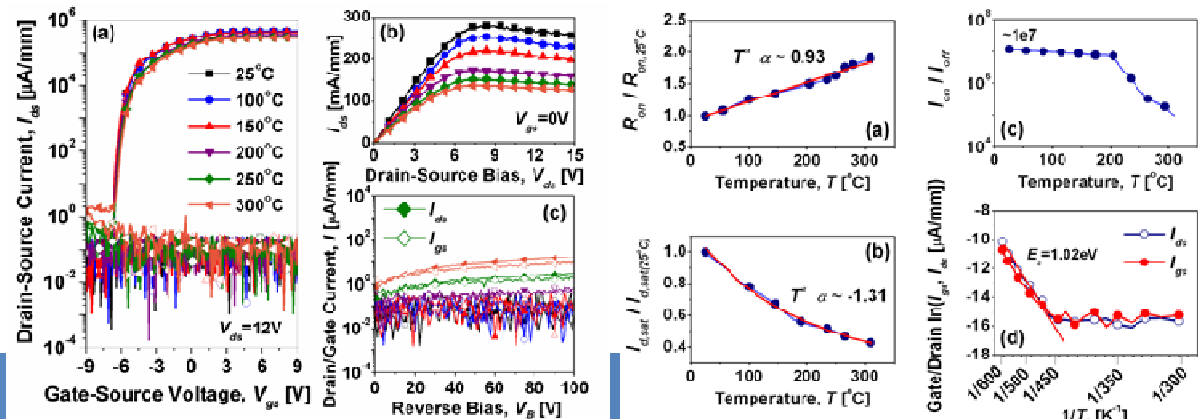 (a)
Drain-Source Current, I_ds [µA/mm]
10^6
10^4
10^2
10^0
10^-2
10^-4
25°C
100°C
150°C
200°C
250°C
300°C
V_ds=12V
-9 -6 -3 0 3 6 9
Gate-Source Voltage, V_gs [V]
(b)
I_ds [mA/mm]
300
200
100
0
V_gs=0V
0 3 6 9 12 15
Drain-Source Bias, V_ds [V]
(c)
Drain/Gate Current, I [µA/mm]
10^4
10^2
10^0
10^-2
10^-4
I_ds
I_gs
0 20 40 60 80 100
Reverse Bias, V_B [V]
R_on / R_on,25°C
2.5
2.0
1.5
1.0
0.5
T^α α ~ 0.93
(a)
0 100 200 300
Temperature, T [°C]
(b)
I_d,sat / I_d,sat(25°C)
1.0
0.8
0.6
0.4
T^α α ~ -1.31
0 100 200 300
Temperature, T [°C]
I_on / I_off
10^8
10^6
10^4
~1e7
(c)
0 100 200 300
Temperature, T [°C]
Gate/Drain ln(I_gs, I_ds [µA/mm])
-8
-10
-12
-14
-16
-18
E_a=1.02eV
I_ds
I_gs
(d)
1/600 1/500 1/450 1/350 1/300
1/T [K^-1]